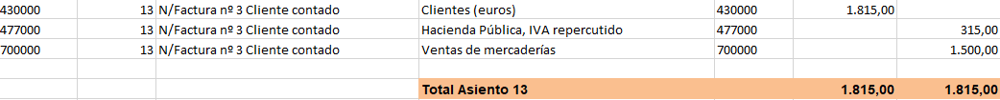 430000 13 N/Factura nº 3 Cliente contado Clientes (euros) 430000 1.815,00
477000 13 N/Factura nº 3 Cliente contado Hacienda Pública, IVA repercutido 477000 315,00
700000 13 N/Factura nº 3 Cliente contado Ventas de mercaderías 700000 1.500,00
Total Asiento 13 1.815,00 1.815,00